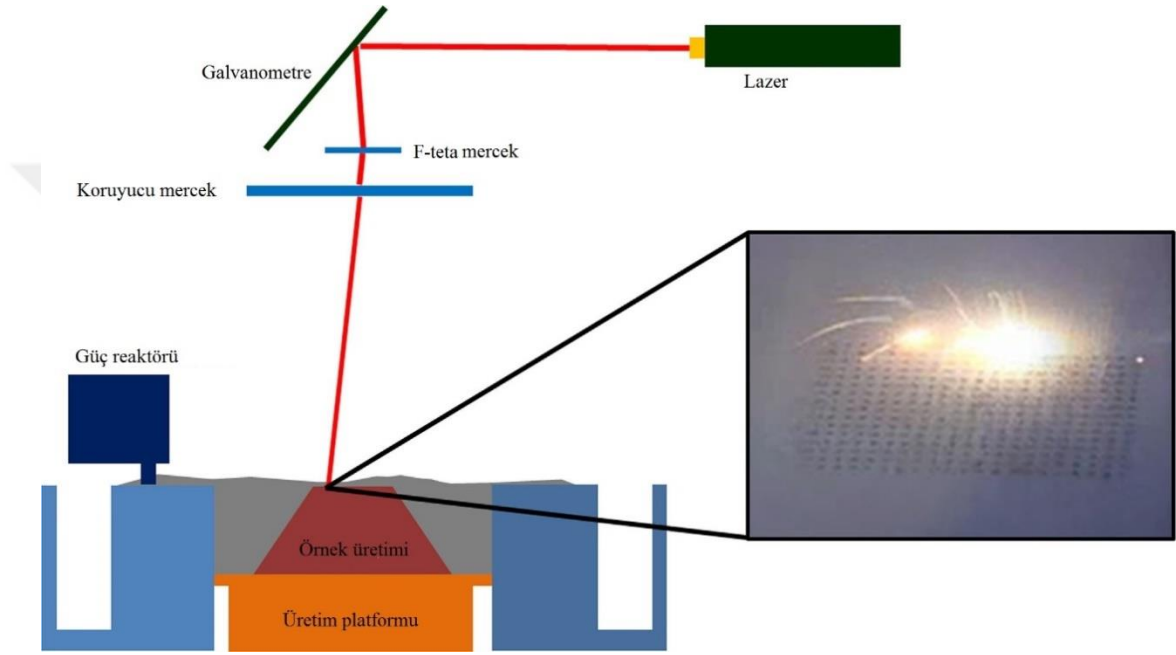 Galvanometre
Lazer
F-teta mercek
Koruyucu mercek
Güç reaktörü
Örnek üretimi
Üretim platformu